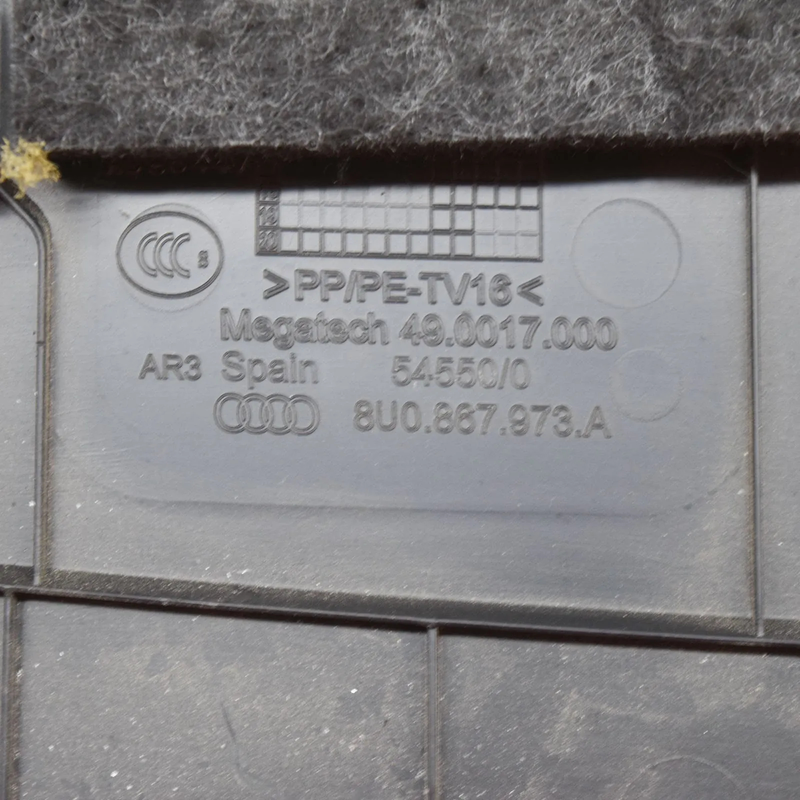 CCC
>PP/PE-TV16<
Megatech 49.0017.000
AR3 Spain 54550/0
8U0.867.973.A